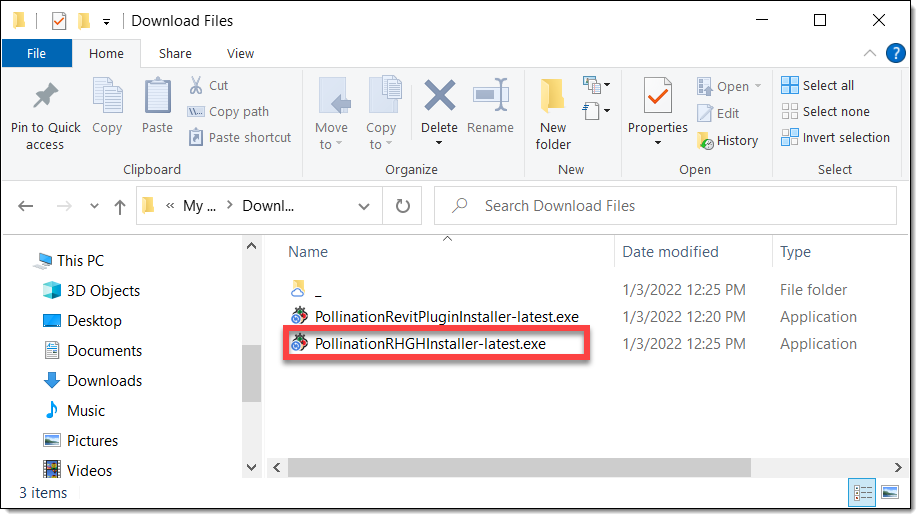 Download Files
File Home Share View
?
Pin to Quick access
Copy
Paste
Cut
Copy path
Paste shortcut
Clipboard
Move to
Copy to
Delete
Rename
Organize
New folder
New
Properties
Open
Edit
History
Open
Select all
Select none
Invert selection
Select
« My ... > Downl...
Search Download Files
This PC
3D Objects
Desktop
Documents
Downloads
Music
Pictures
Videos
Name Date modified Type
_ 1/3/2022 12:25 PM File folder
PollinationRevitPluginInstaller-latest.exe 1/3/2022 12:20 PM Application
PollinationRHGHInstaller-latest.exe 1/3/2022 12:25 PM Application
3 items